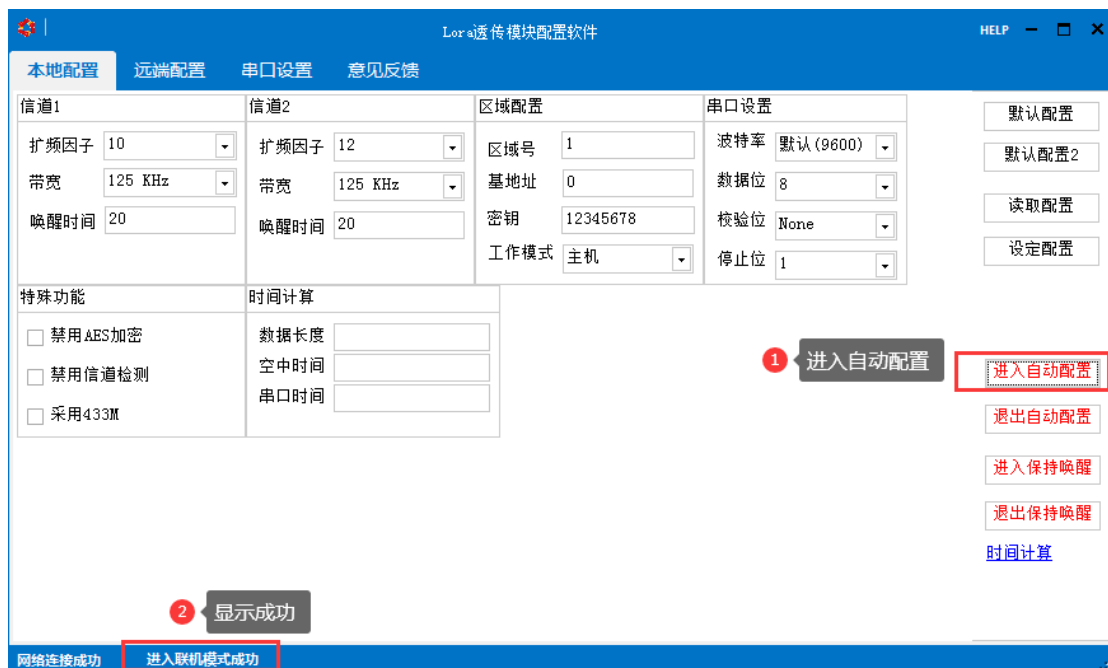 Lora透传模块配置软件
HELP
本地配置 远端配置 串口设置 意见反馈
信道1
扩频因子 10
带宽 125 KHz
唤醒时间 20
信道2
扩频因子 12
带宽 125 KHz
唤醒时间 20
区域配置
区域号 1
基地址 0
密钥 12345678
工作模式 主机
串口设置
波特率 默认(9600)
数据位 8
校验位 None
停止位 1
默认配置
默认配置2
读取配置
设定配置
特殊功能
禁用AES加密
禁用信道检测
采用433M
时间计算
数据长度
空中时间
串口时间
1 进入自动配置
进入自动配置
退出自动配置
进入保持唤醒
退出保持唤醒
时间计算
2 显示成功
网络连接成功 进入联机模式成功